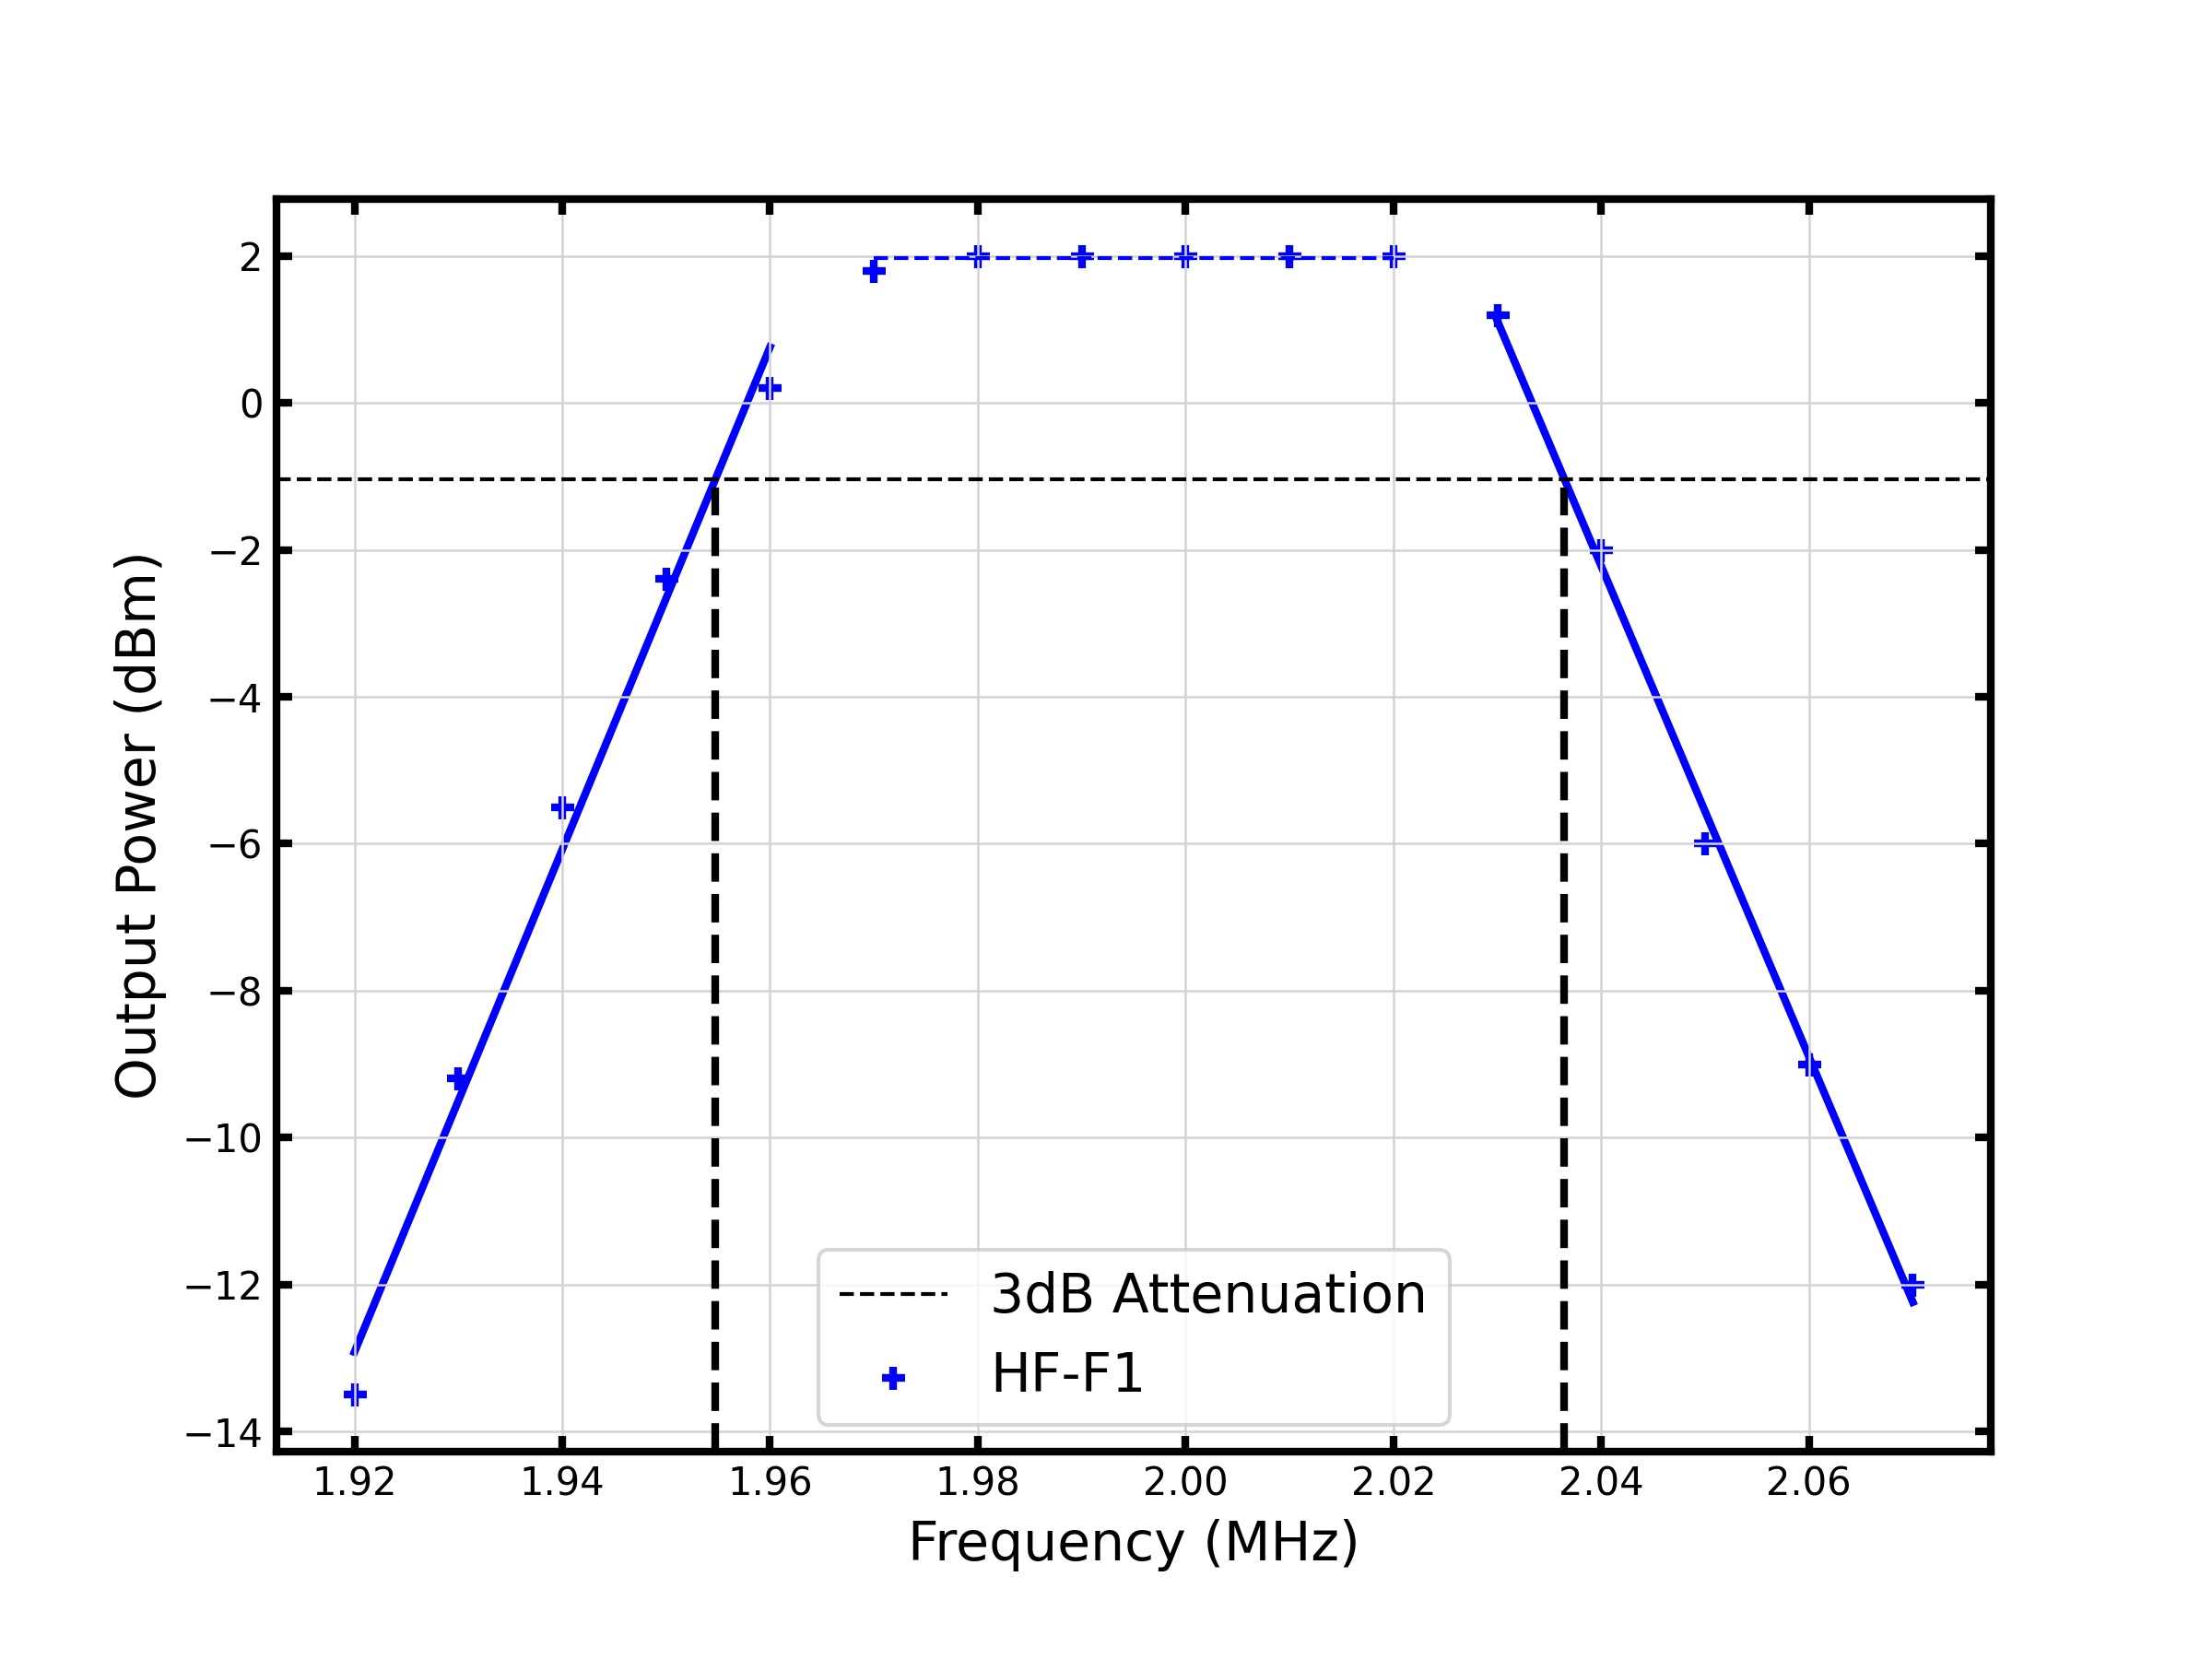 2
0
−2
−4
−6
−8
−10
−12
−14
Output Power (dBm)
3dB Attenuation
HF-F1
1.92 1.94 1.96 1.98 2.00 2.02 2.04 2.06
Frequency (MHz)